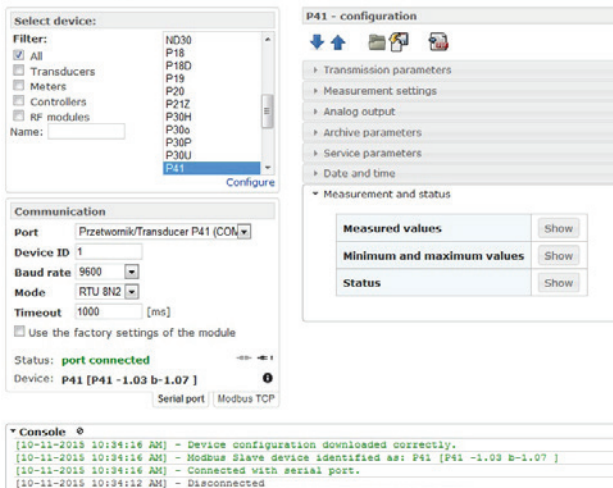 Select device:
Filter:
All
Transducers
Meters
Controllers
RF modules
Name:
ND30
P18
P18D
P19
P20
P21Z
P30H
P30o
P30P
P30U
P41
Configure
Communication
Port Przetwornik/Transducer P41 (COM
Device ID 1
Baud rate 9600
Mode RTU 8N2
Timeout 1000 [ms]
Use the factory settings of the module
Status: port connected
Device: P41 [P41 -1.03 b-1.07 ]
Serial port Modbus TCP
P41 - configuration
Transmission parameters
Measurement settings
Analog output
Archive parameters
Service parameters
Date and time
Measurement and status
Measured values Show
Minimum and maximum values Show
Status Show
Console
[10-11-2015 10:34:16 AM] - Device configuration downloaded correctly.
[10-11-2015 10:34:16 AM] - Modbus Slave device identified as: P41 [P41 -1.03 b-1.07 ]
[10-11-2015 10:34:16 AM] - Connected with serial port.
[10-11-2015 10:34:12 AM] - Disconnected